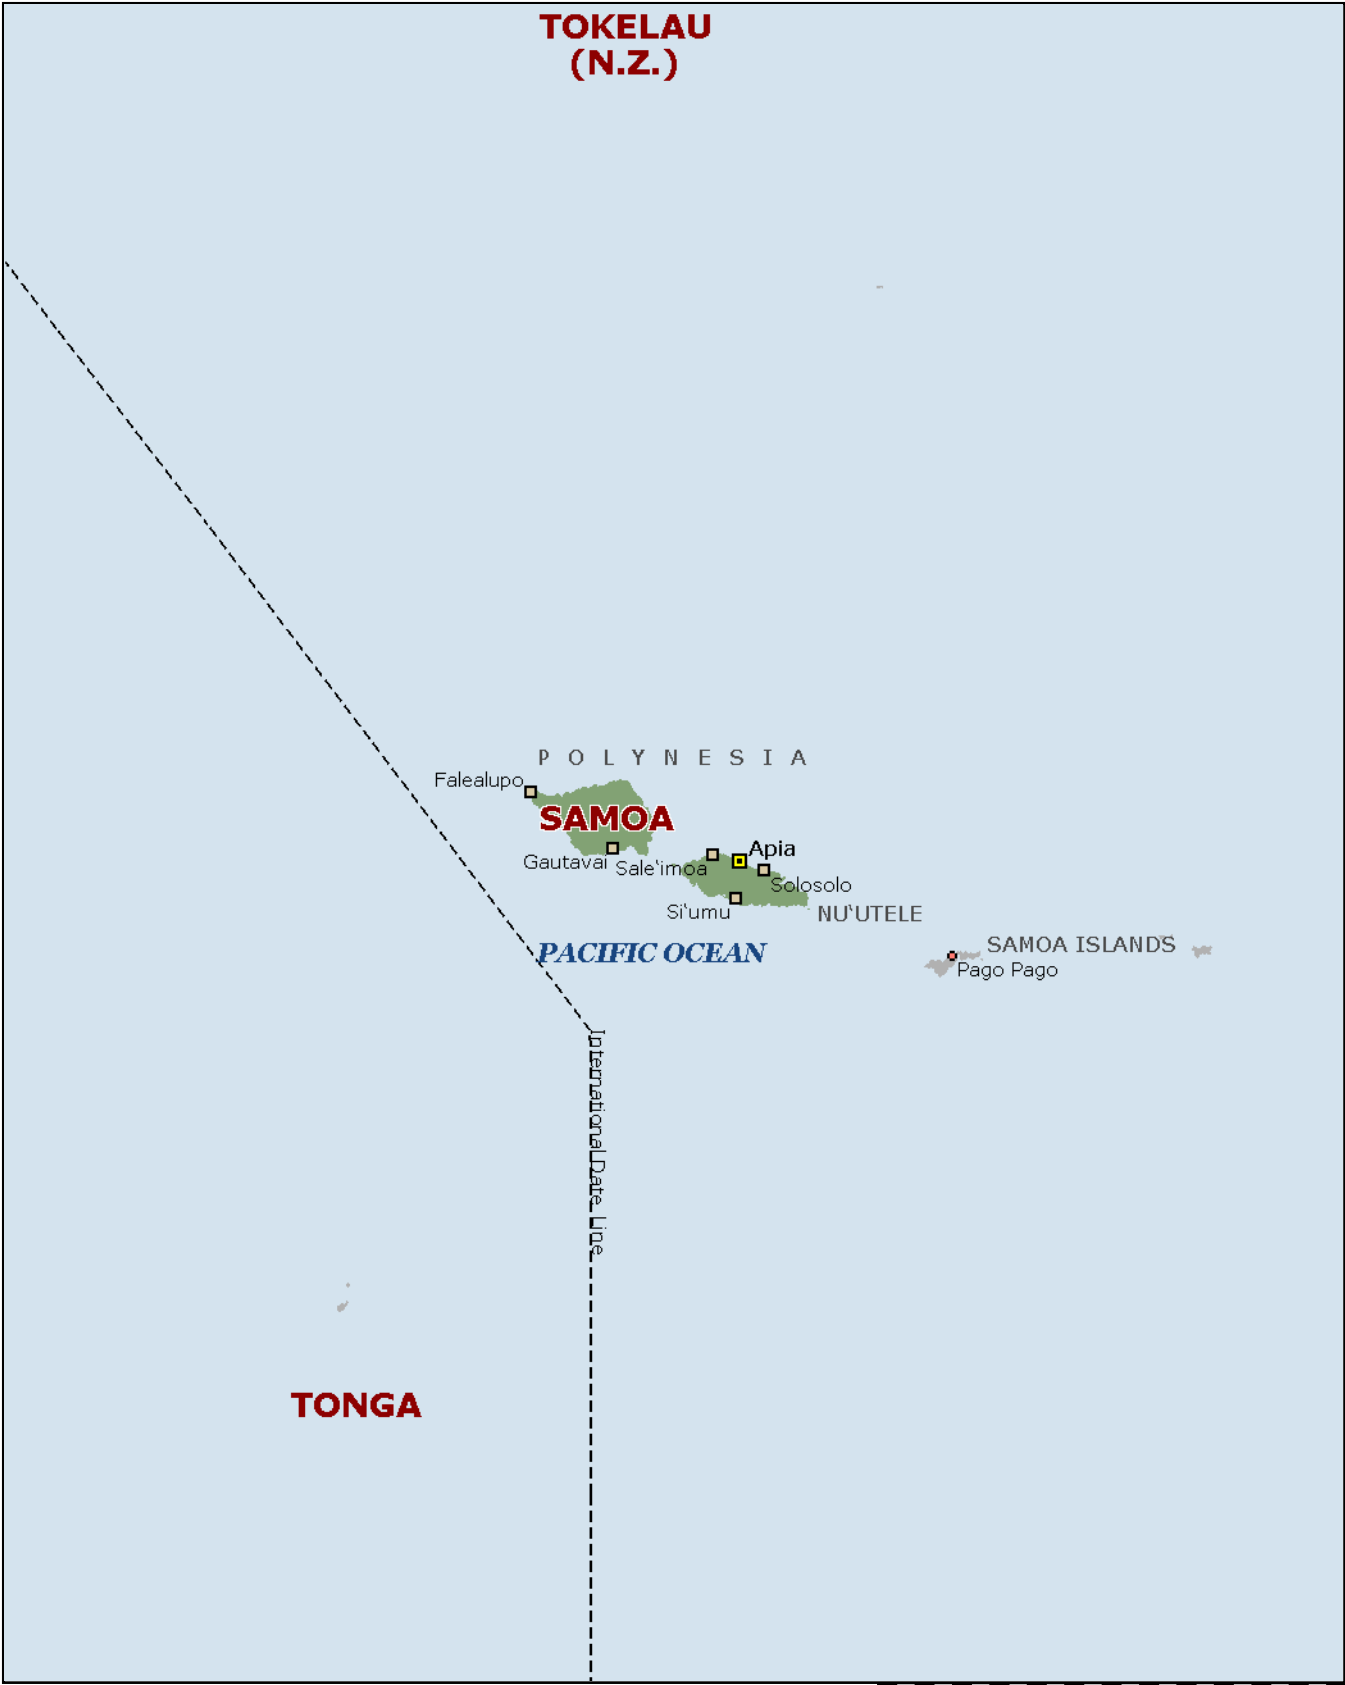 TOKELAU
(N.Z.)
P O L Y N E S I A
Falealupo
SAMOA
Apia
Gautavai
Sale'imoa
Solosolo
Si'umu
NU'UTELE
SAMOA ISLANDS
PACIFIC OCEAN
Pago Pago
International Date Line
TONGA